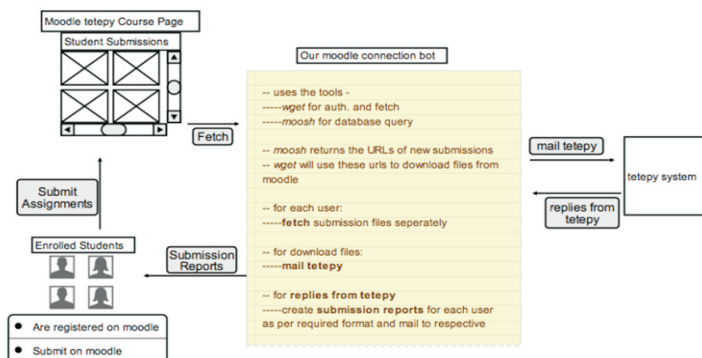 Moodle tetepy Course Page
Student Submissions
Our moodle connection bot
-- uses the tools -
-----wget for auth. and fetch
-----moosh for database query
-- moosh returns the URLs of new submissions
-- wget will use these urls to download files from
moodle
-- for each user:
-----fetch submission files seperately
-- for download files:
-----mail tetepy
-- for replies from tetepy
-----create submission reports for each user
as per required format and mail to respective
Fetch
mail tetepy
replies from
tetepy
tetepy system
Submit
Assignments
Submission
Reports
Enrolled Students
● Are registered on moodle
● Submit on moodle